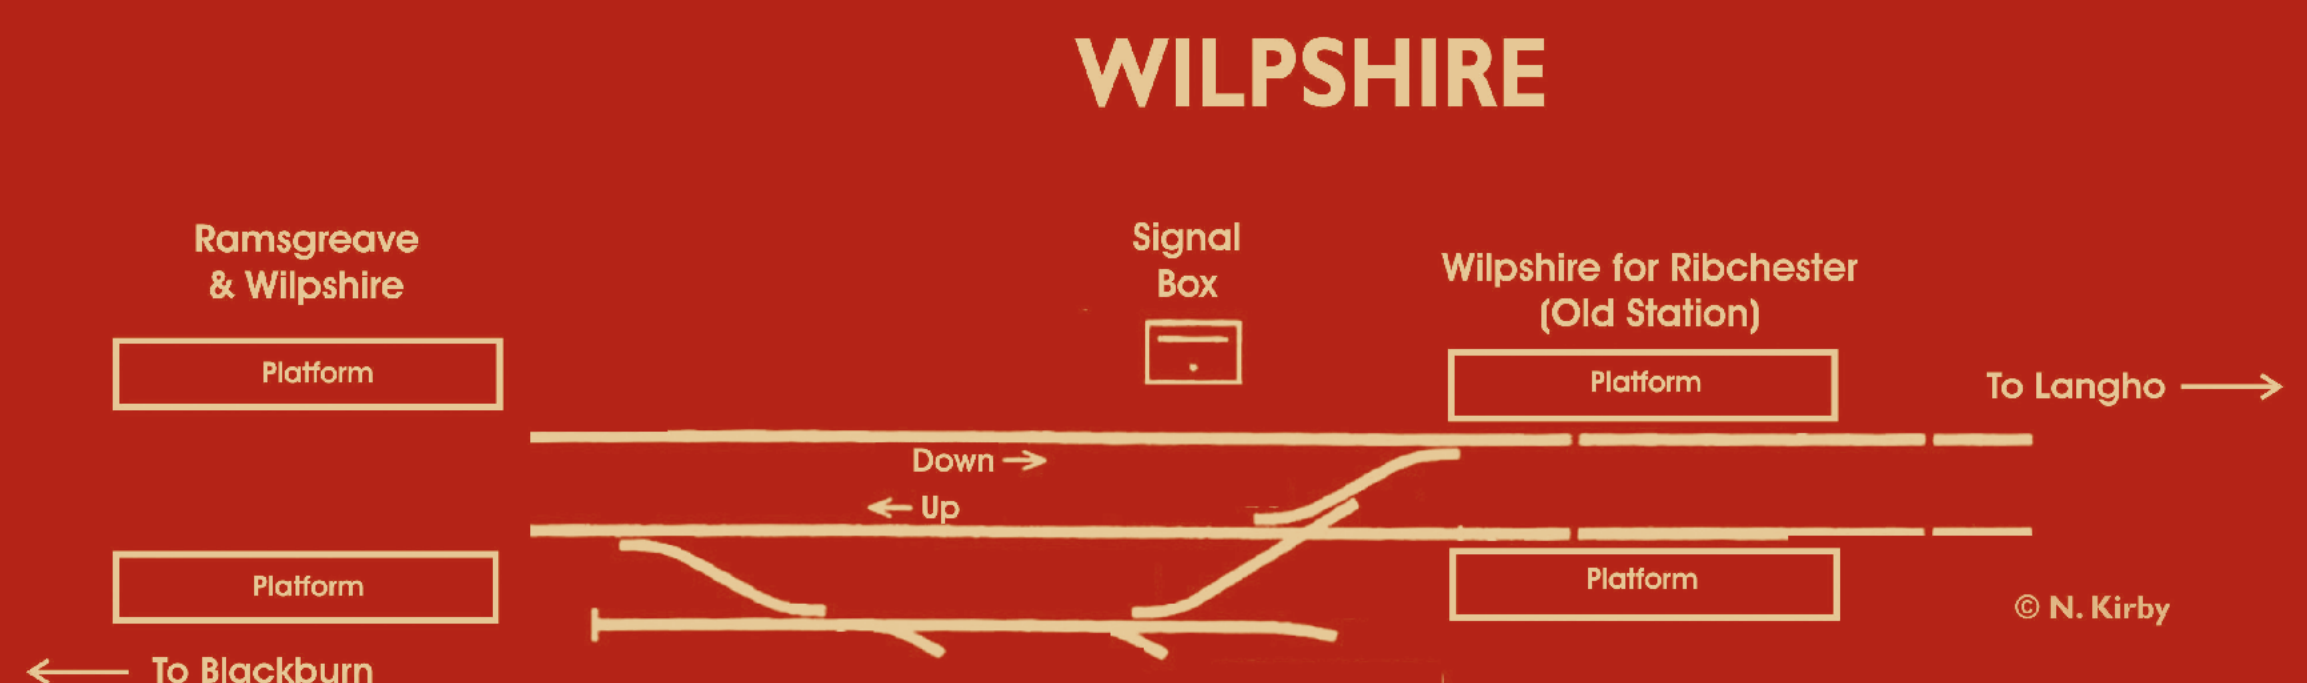 WILPSHIRE
Ramsgreave
& Wilpshire
Signal
Box
Wilpshire for Ribchester
(Old Station)
Platform
Platform
To Langho
Down
Up
Platform
Platform
© N. Kirby
To Blackburn